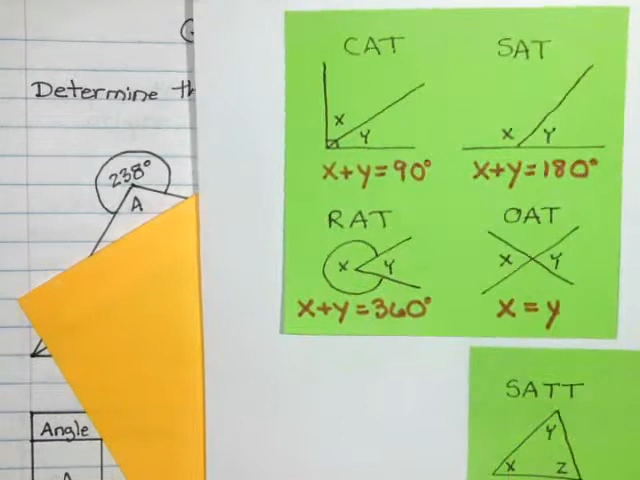 Determine th
238°
A
Angle
CAT
X
Y
X+Y=90°
SAT
X
Y
X+Y=180°
RAT
X
Y
X+Y=360°
OAT
X
Y
X=Y
SATT
Y
X
Z